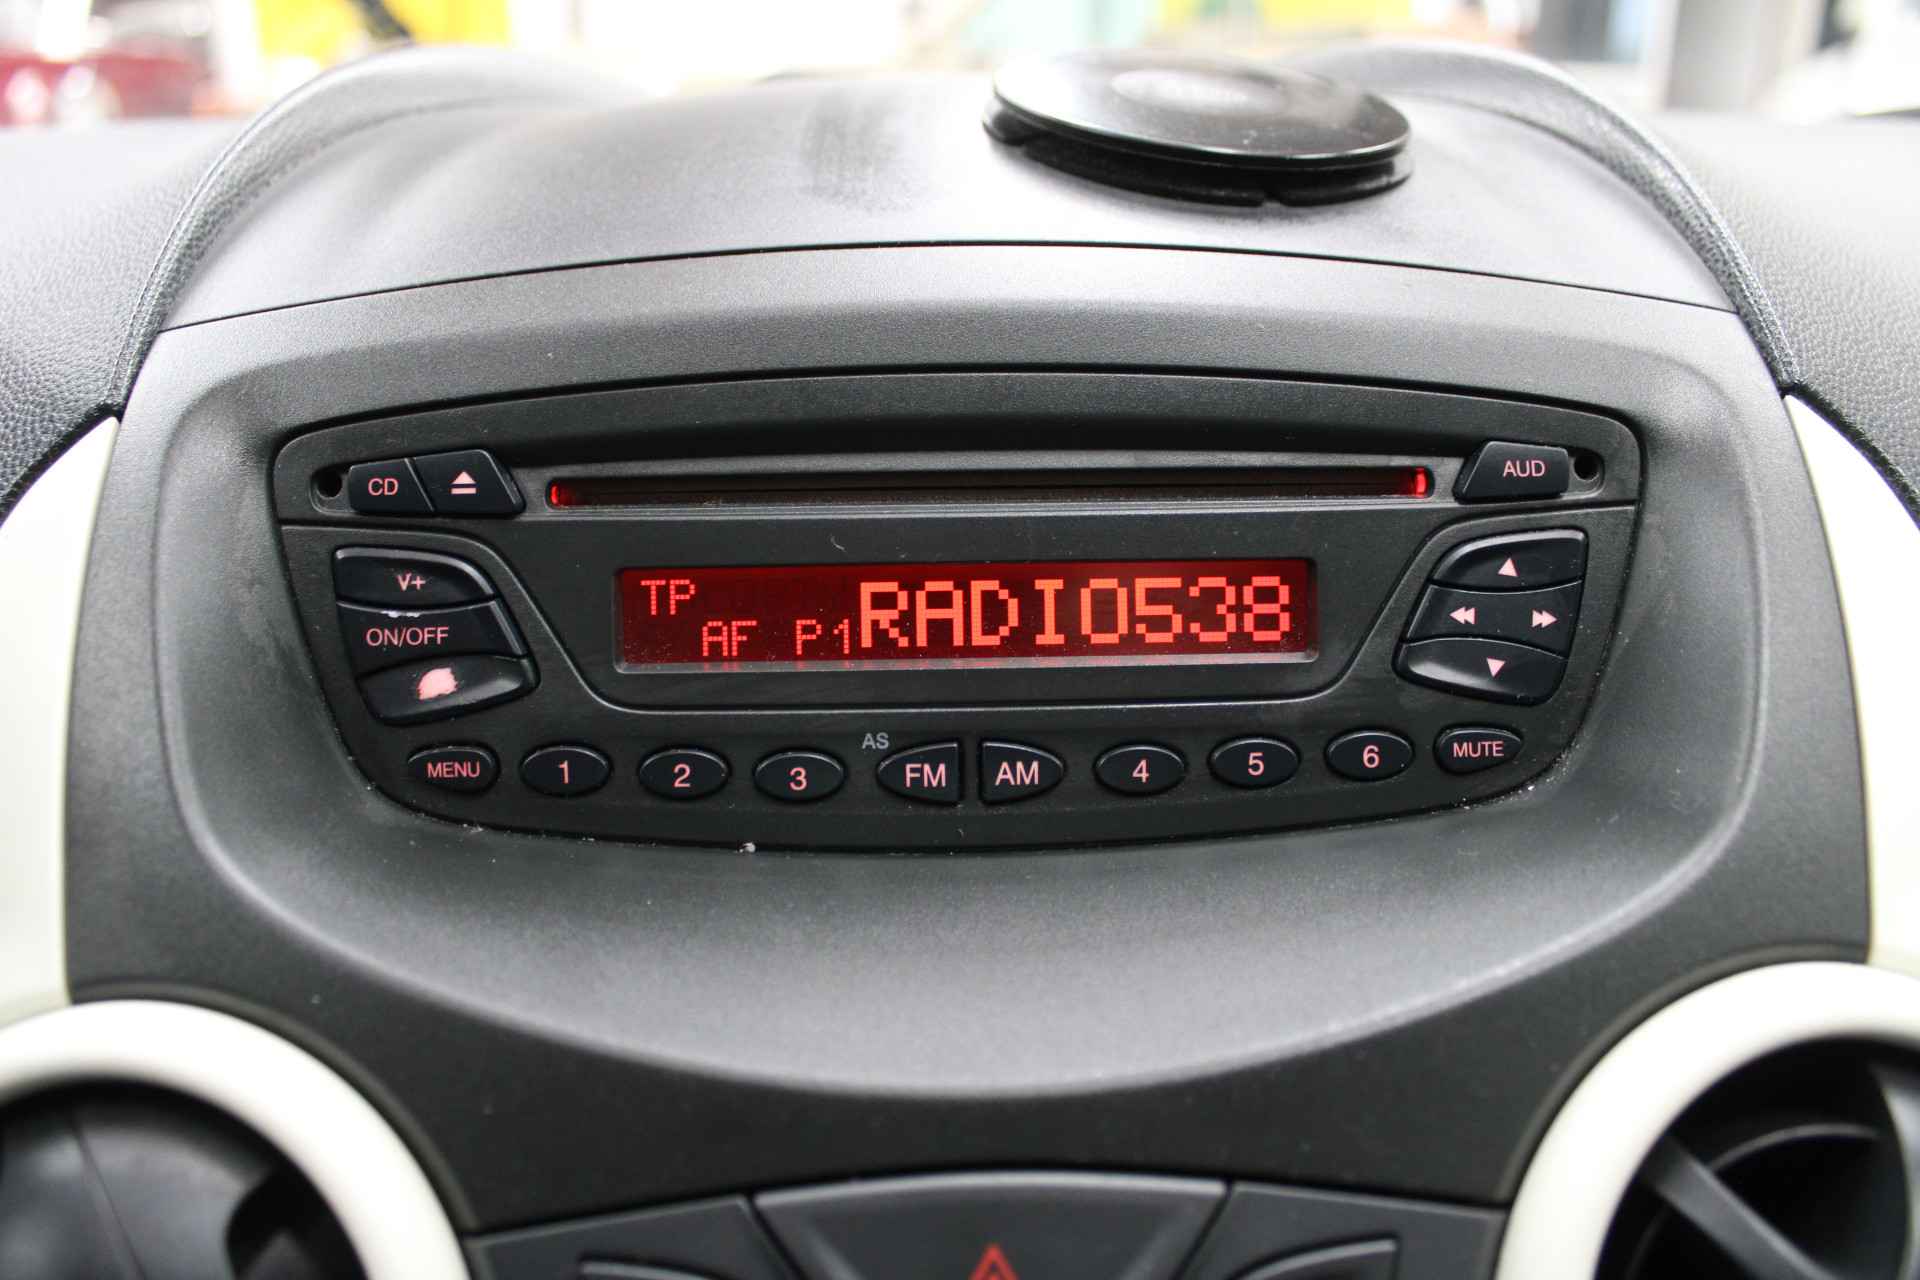 CD
AUD
V+
ON/OFF
TP
AF P1 RADIO538
AS
MENU 1 2 3 FM AM 4 5 6 MUTE